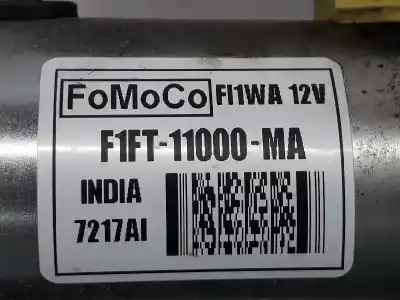 FoMoCo FI1WA 12V
F1FT-11000-MA
INDIA
7217AI